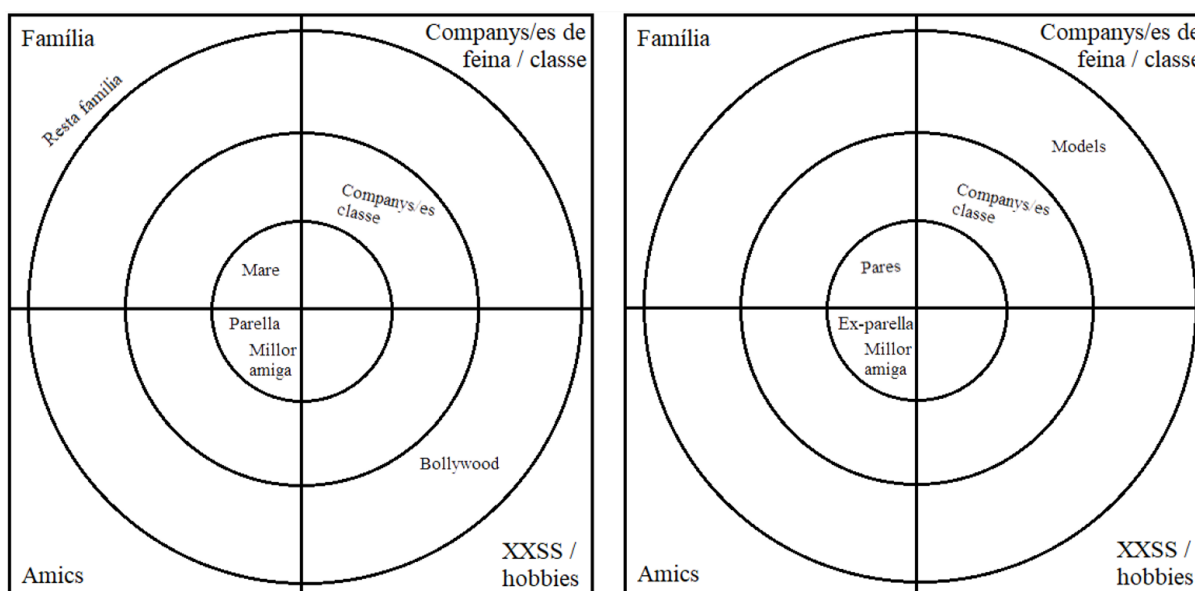 Família
Companys/es de
feina / classe
Resta família
Companys/es
classe
Mare
Parella
Millor
amiga
Bollywood
Amics
XXSS /
hobbies
Família
Companys/es de
feina / classe
Models
Companys/es
classe
Pares
Ex-parella
Millor
amiga
Amics
XXSS /
hobbies